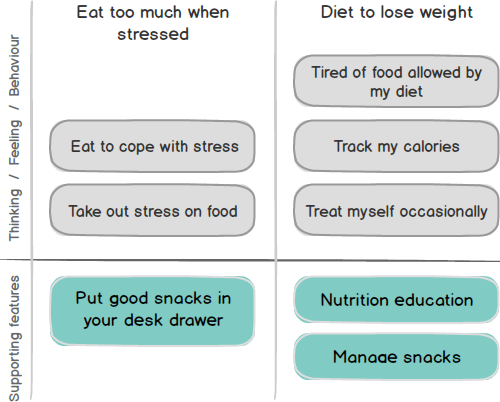 Eat too much when
stressed
Diet to lose weight
Thinking / Feeling / Behaviour
Tired of food allowed by
my diet
Eat to cope with stress
Track my calories
Take out stress on food
Treat myself occasionally
Supporting features
Put good snacks in
your desk drawer
Nutrition education
Manage snacks